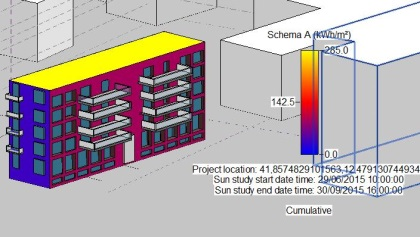 Schema A (kWh/m²)
285.0
142.5
0.0
Project location: 41,8574829101563,12,479130744934
Sun study start date time: 29/06/2015 10:00:00
Sun study end date time: 30/09/2015 16:00:00
Cumulative